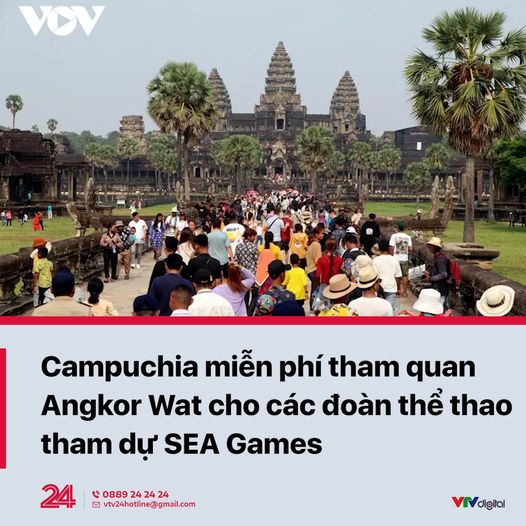 VOV
Campuchia miễn phí tham quan
Angkor Wat cho các đoàn thể thao
tham dự SEA Games
24
0889 24 24 24
vtv24hotline@gmail.com
VTVdigital